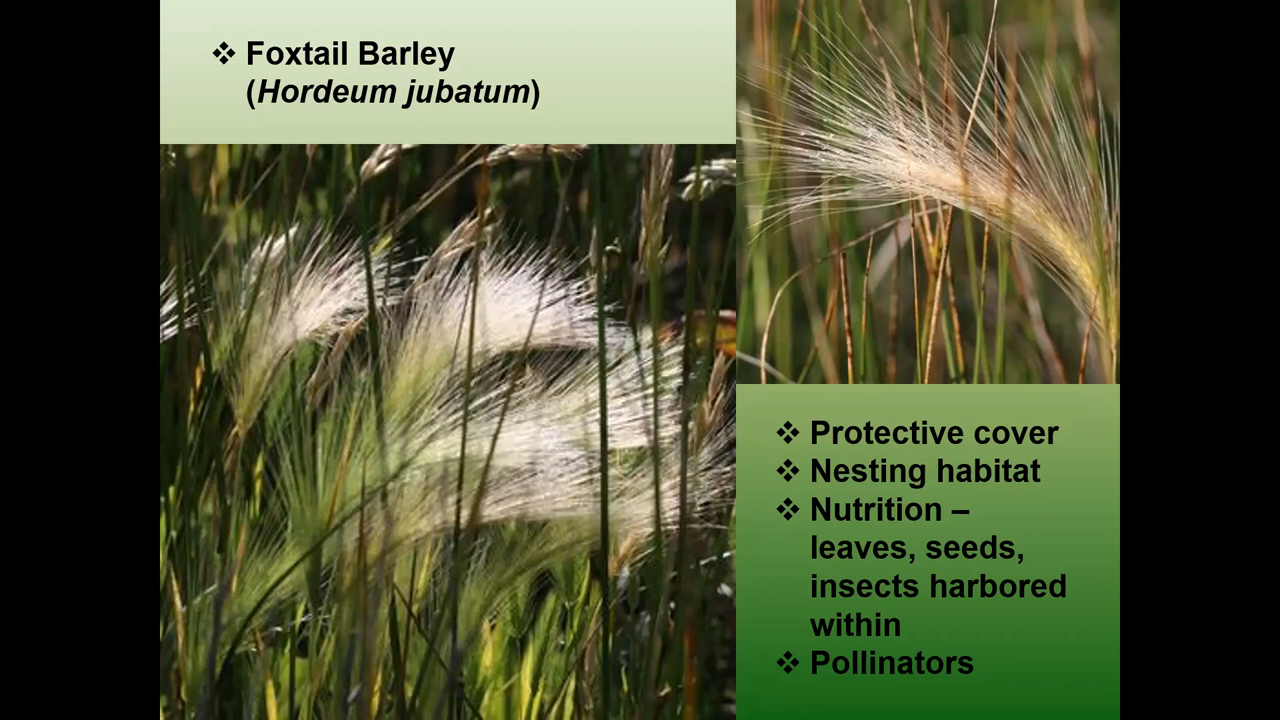 ❖ Foxtail Barley
(Hordeum jubatum)
❖ Protective cover
❖ Nesting habitat
❖ Nutrition –
leaves, seeds,
insects harbored
within
❖ Pollinators